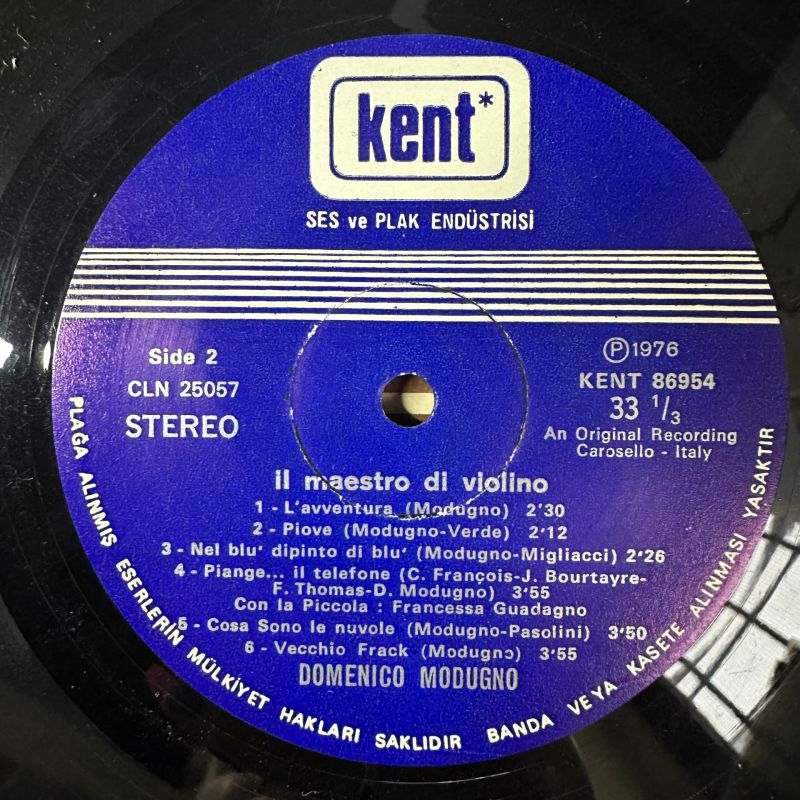 kent*
SES ve PLAK ENDÜSTRİSİ
Side 2
CLN 25057
STEREO
Ⓟ1976
KENT 86954
33 1/3
An Original Recording
Carosello - Italy
il maestro di violino
1 - L'avventura (Modugno) 2'30
2 - Piove (Modugno-Verde) 2'12
3 - Nel blu' dipinto di blu' (Modugno-Migliacci) 2'26
4 - Piange... il telefone (C. François-J. Bourtayre-
F. Thomas-D. Modugno) 3'55
Con la Piccola : Francessa Guadagno
5 - Cosa Sono le nuvole (Modugno-Pasolini) 3'50
6 - Vecchio Frack (Modugno) 3'55
DOMENICO MODUGNO
PLAĞA ALINMIŞ ESERLERİN MÜLKİYET HAKLARI SAKLIDIR BANDA VEYA KASETE ALINMASI YASAKTIR